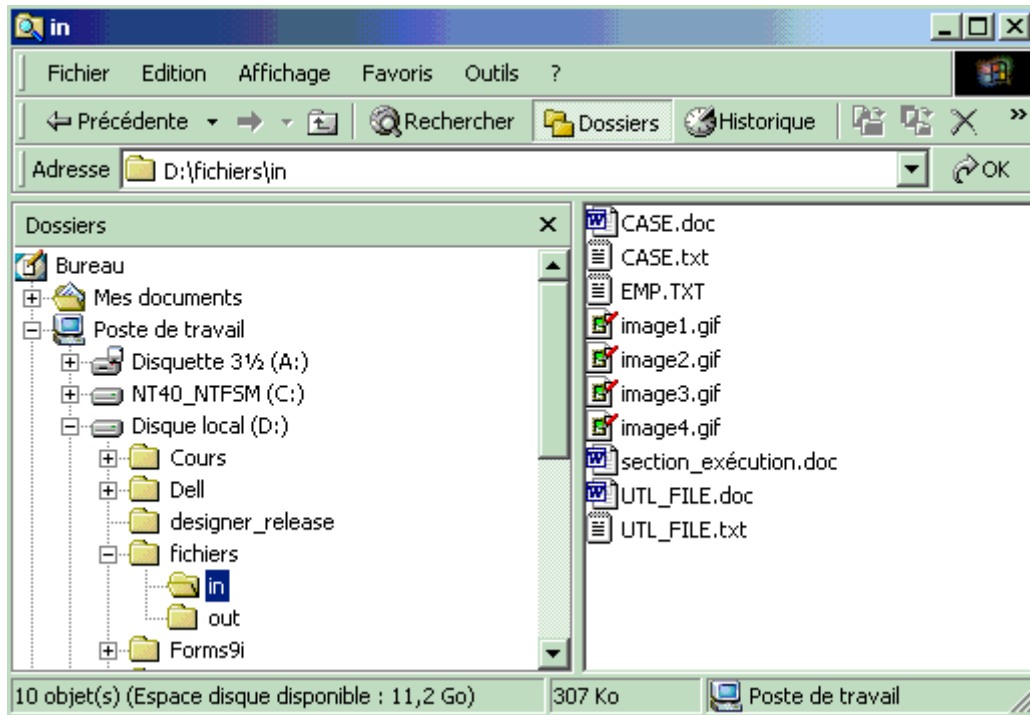 in
Fichier Edition Affichage Favoris Outils ?
Précédente Rechercher Dossiers Historique »
Adresse D:\fichiers\in OK
Dossiers
Bureau
Mes documents
Poste de travail
Disquette 3½ (A:)
NT40_NTFSM (C:)
Disque local (D:)
Cours
Dell
designer_release
fichiers
in
out
Forms9i
CASE.doc
CASE.txt
EMP.TXT
image1.gif
image2.gif
image3.gif
image4.gif
section_exécution.doc
UTL_FILE.doc
UTL_FILE.txt
10 objet(s) (Espace disque disponible : 11,2 Go) 307 Ko Poste de travail